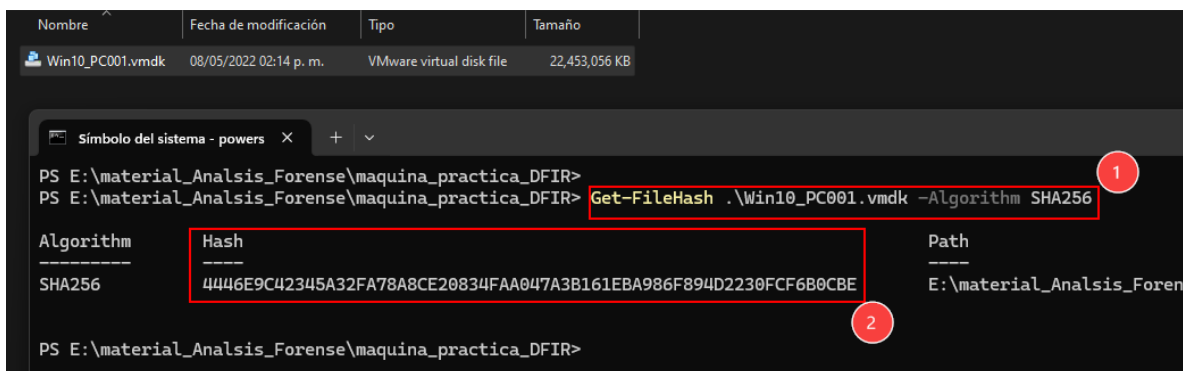 Nombre Fecha de modificación Tipo Tamaño
Win10_PC001.vmdk 08/05/2022 02:14 p. m. VMware virtual disk file 22,453,056 KB
Símbolo del sistema - powers
PS E:\material_Analsis_Forense\maquina_practica_DFIR>
1
PS E:\material_Analsis_Forense\maquina_practica_DFIR> Get-FileHash .\Win10_PC001.vmdk -Algorithm SHA256
Algorithm Hash Path
--------- ---- ----
SHA256 4446E9C42345A32FA78A8CE20834FAA047A3B161EBA986F894D2230FCF6B0CBE E:\material_Analsis_Foren
2
PS E:\material_Analsis_Forense\maquina_practica_DFIR>